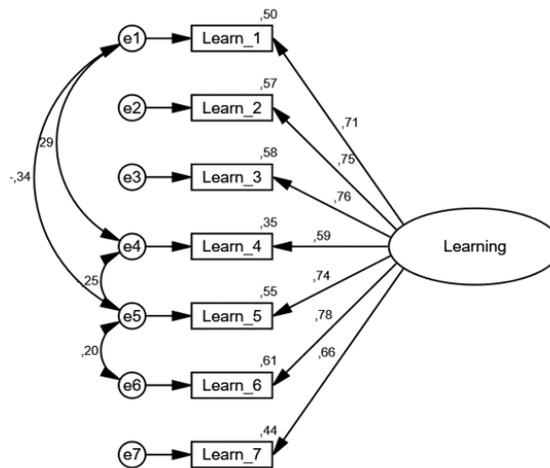 ,50
e1 Learn_1
,57
,71
e2 Learn_2
29
,58
,75
-,34
e3 Learn_3
,76
,35
,59
e4 Learn_4 Learning
,25
,55
,74
e5 Learn_5
,78
,20
,61
,66
e6 Learn_6
,44
e7 Learn_7